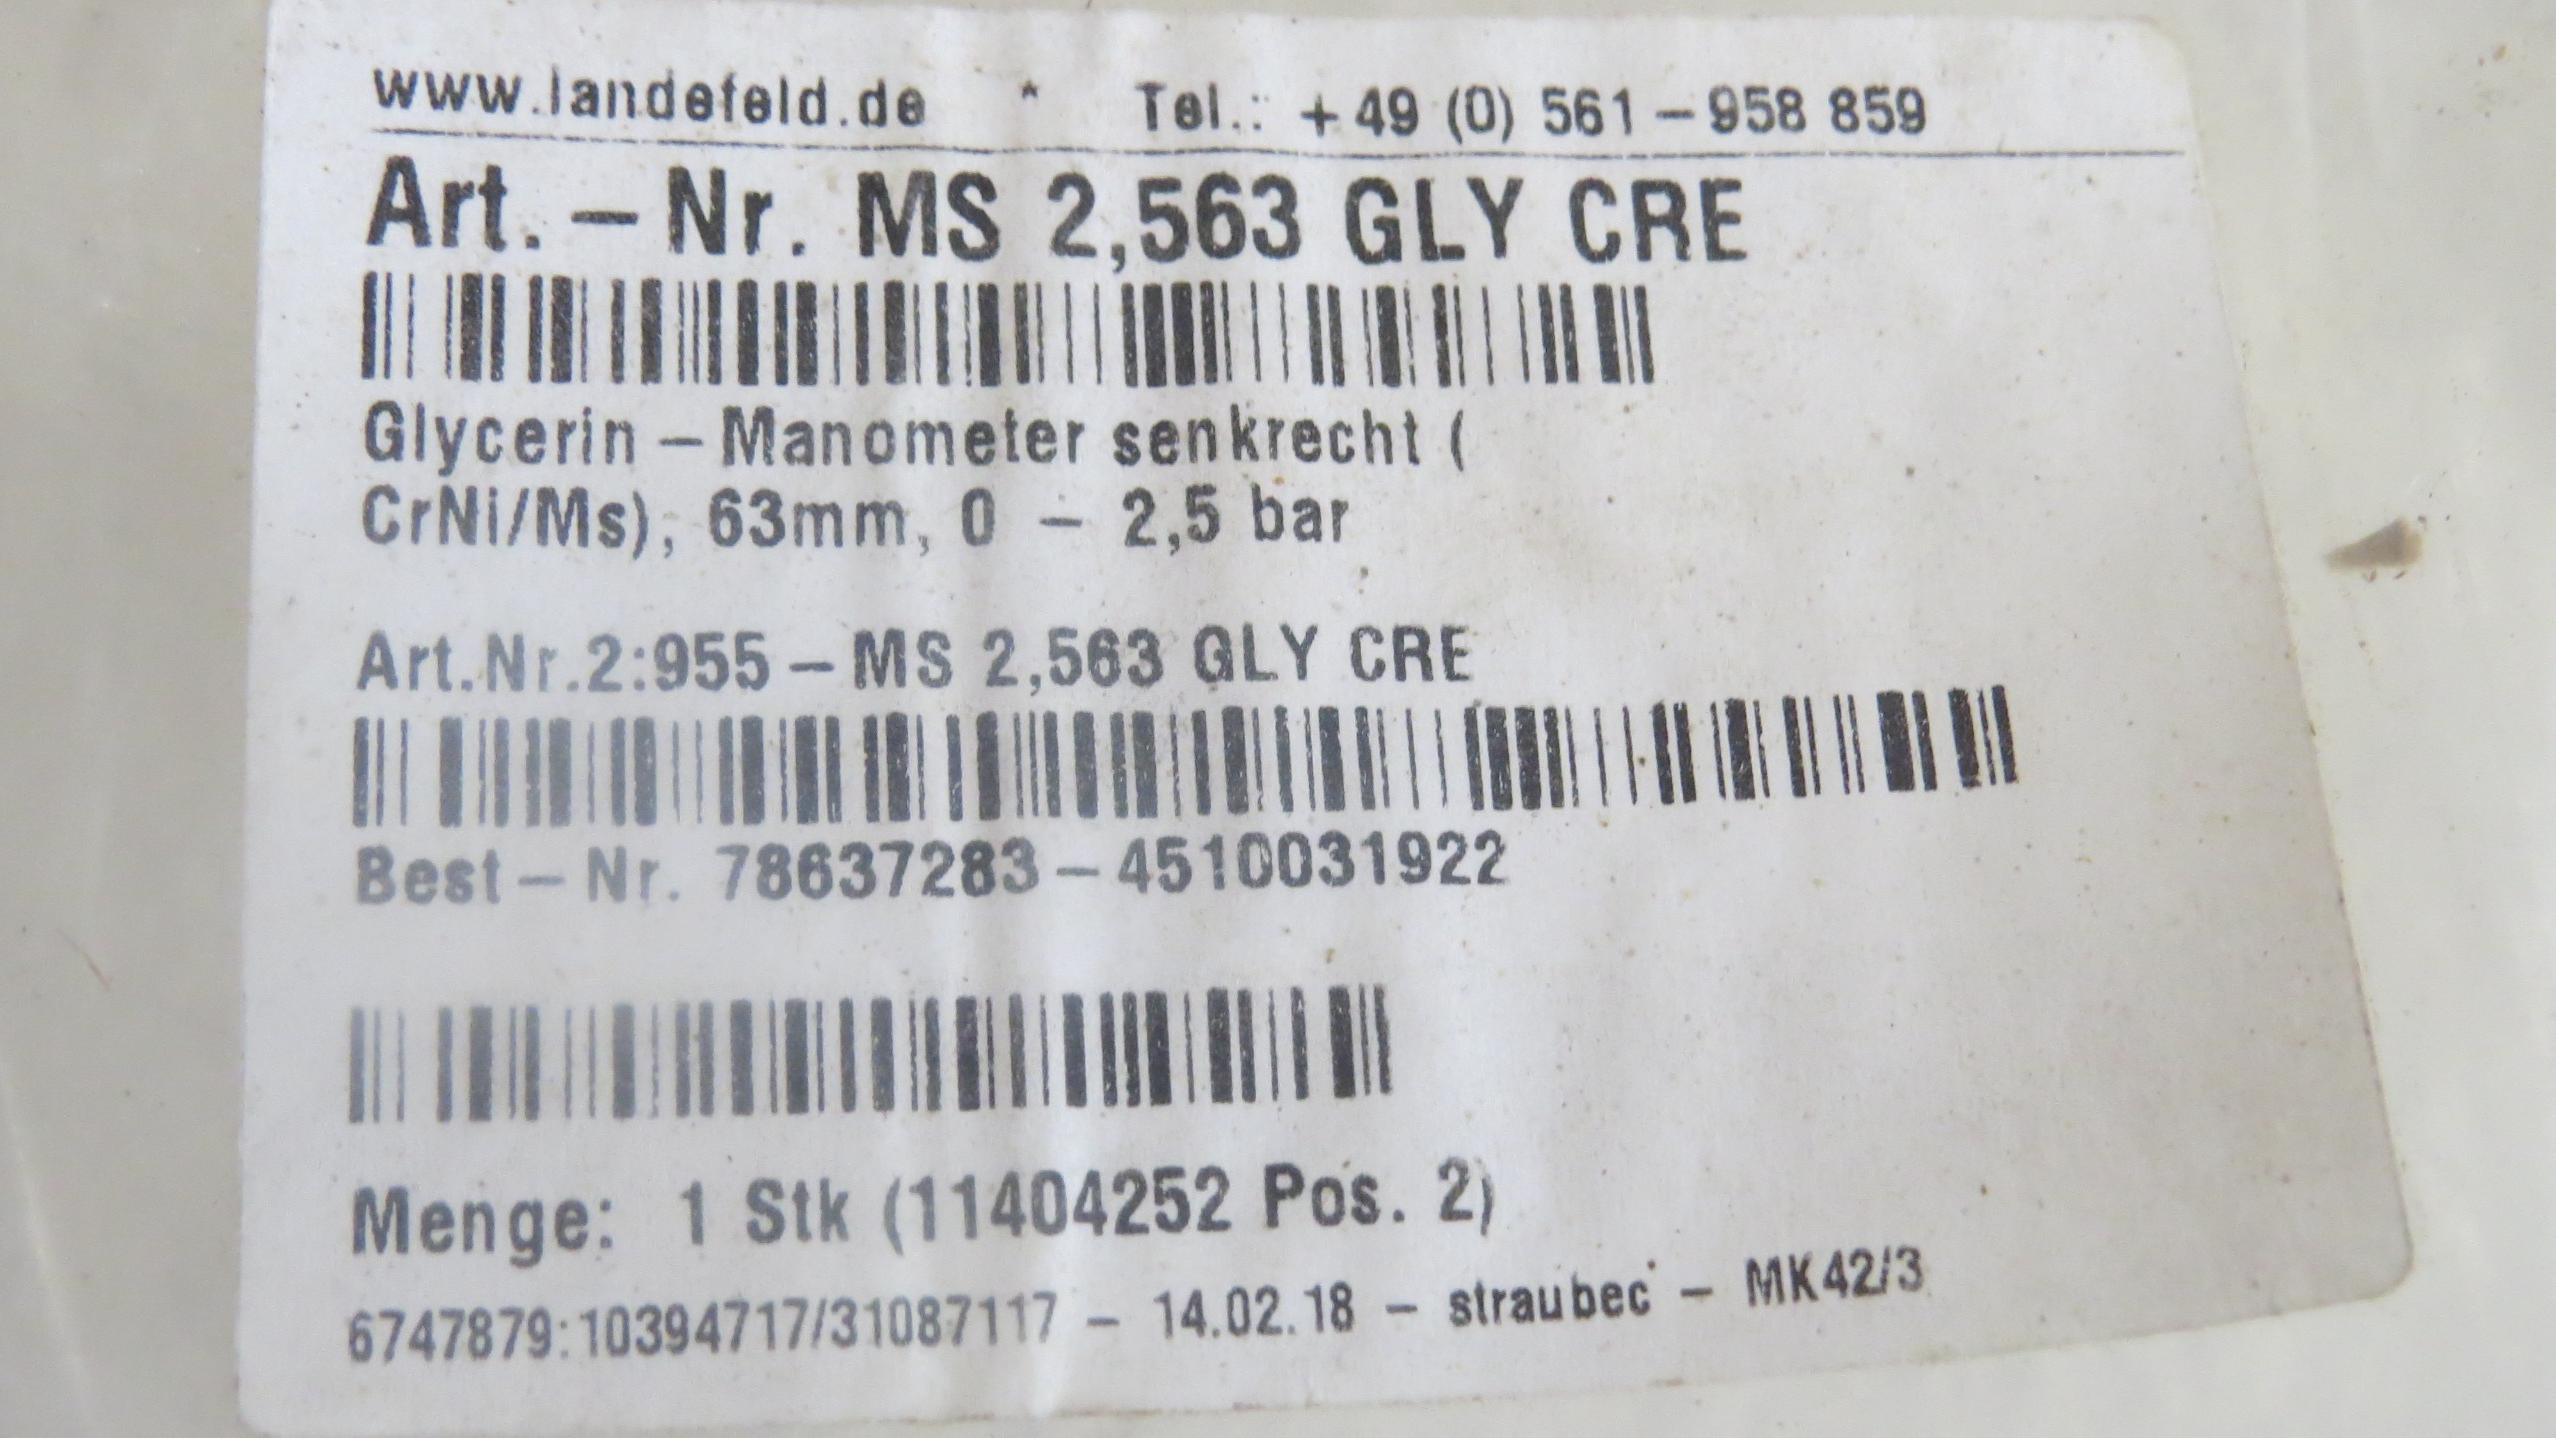 www.landefeld.de * Tel.: +49 (0) 561-958 859
Art.-Nr. MS 2,563 GLY CRE
Glycerin-Manometer senkrecht (
CrNi/Ms), 63mm, 0 - 2,5 bar
Art.Nr.2:955-MS 2,563 GLY CRE
Best-Nr. 78637283-4510031922
Menge: 1 Stk (11404252 Pos. 2)
6747879:10394717/31087117 - 14.02.18 - straubec - MK42/3